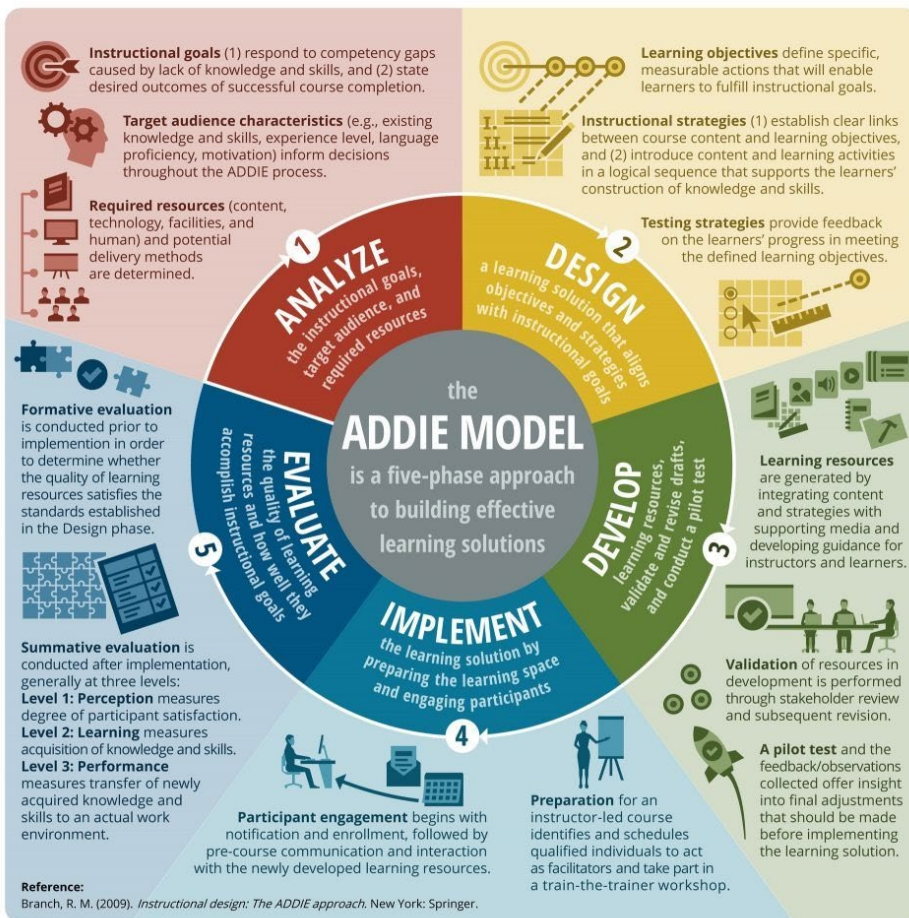 Instructional goals (1) respond to competency gaps
caused by lack of knowledge and skills, and (2) state
desired outcomes of successful course completion.
Target audience characteristics (e.g., existing
knowledge and skills, experience level, language
proficiency, motivation) inform decisions
throughout the ADDIE process.
Required resources (content,
technology, facilities, and
human) and potential
delivery methods
are determined.
1
ANALYZE
the instructional goals,
target audience, and
required resources
Learning objectives define specific,
measurable actions that will enable
learners to fulfill instructional goals.
I.
II.
III.
Instructional strategies (1) establish clear links
between course content and learning objectives,
and (2) introduce content and learning activities
in a logical sequence that supports the learners'
construction of knowledge and skills.
Testing strategies provide feedback
on the learners' progress in meeting
the defined learning objectives.
2
DESIGN
a learning solution that aligns
objectives and strategies
with instructional goals
the
ADDIE MODEL
is a five-phase approach
to building effective
learning solutions
3
DEVELOP
learning resources,
validate and revise drafts,
and conduct a pilot test
Learning resources
are generated by
integrating content
and strategies with
supporting media and
developing guidance for
instructors and learners.
Validation of resources in
development is performed
through stakeholder review
and subsequent revision.
A pilot test and the
feedback/observations
collected offer insight
into final adjustments
that should be made
before implementing
the learning solution.
4
IMPLEMENT
the learning solution by
preparing the learning space
and engaging participants
Participant engagement begins with
notification and enrollment, followed by
pre-course communication and interaction
with the newly developed learning resources.
Preparation for an
instructor-led course
identifies and schedules
qualified individuals to act
as facilitators and take part in
a train-the-trainer workshop.
5
EVALUATE
the quality of learning
resources and how well they
accomplish instructional goals
Formative evaluation
is conducted prior to
implemention in order
to determine whether
the quality of learning
resources satisfies the
standards established
in the Design phase.
Summative evaluation is
conducted after implementation,
generally at three levels:
Level 1: Perception measures
degree of participant satisfaction.
Level 2: Learning measures
acquisition of knowledge and skills.
Level 3: Performance
measures transfer of newly
acquired knowledge and
skills to an actual work
environment.
Reference:
Branch, R. M. (2009). Instructional design: The ADDIE approach. New York: Springer.